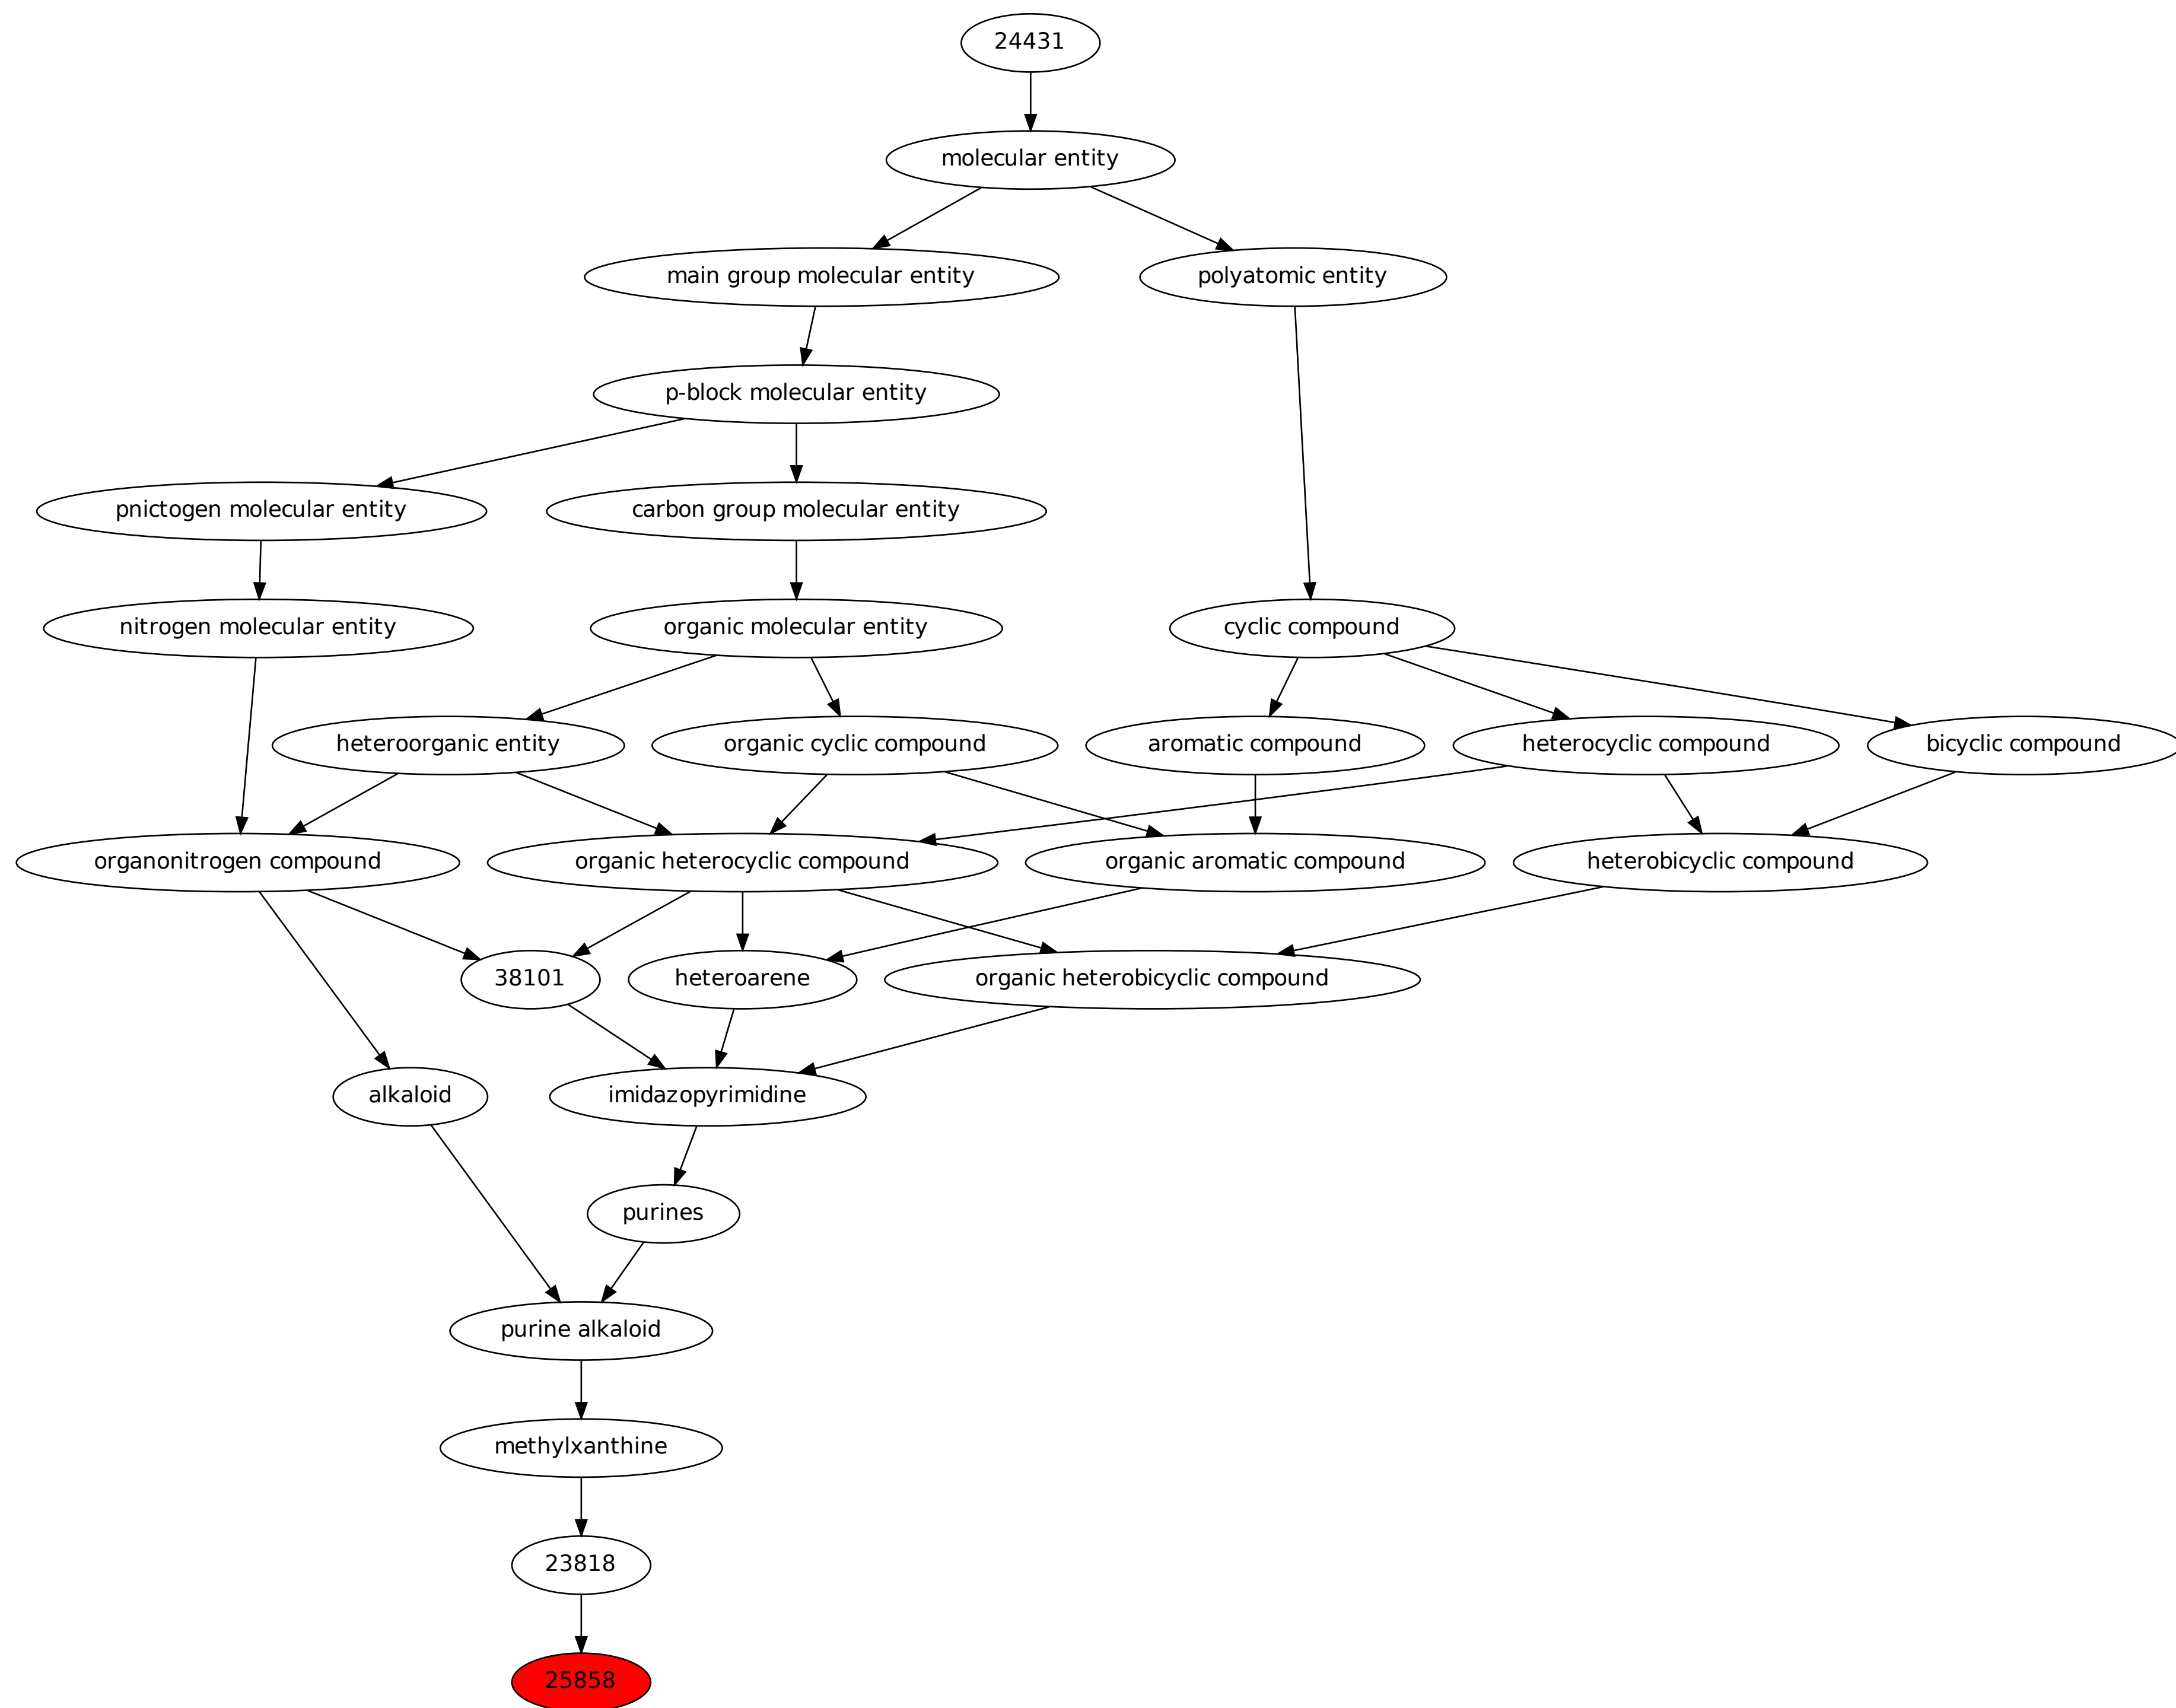 24431
molecular entity
main group molecular entity
polyatomic entity
p-block molecular entity
pnictogen molecular entity
carbon group molecular entity
nitrogen molecular entity
organic molecular entity
cyclic compound
heteroorganic entity
organic cyclic compound
aromatic compound
heterocyclic compound
bicyclic compound
organonitrogen compound
organic heterocyclic compound
organic aromatic compound
heterobicyclic compound
38101
heteroarene
organic heterobicyclic compound
alkaloid
imidazopyrimidine
purines
purine alkaloid
methylxanthine
23818
25858